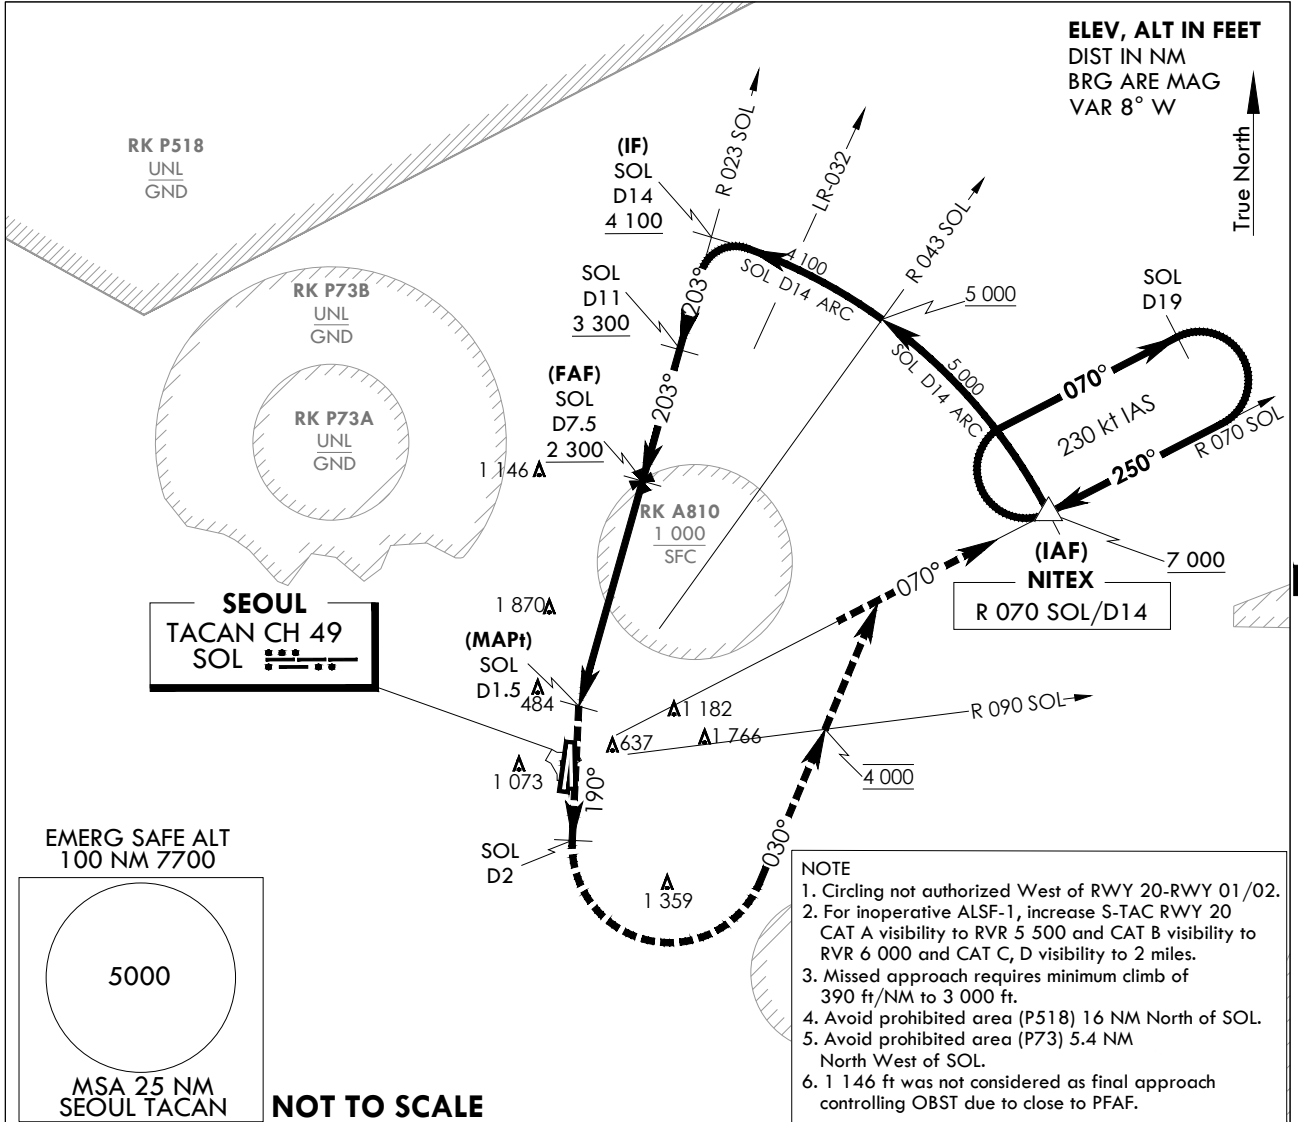 ELEV, ALT IN FEET
DIST IN NM
BRG ARE MAG
VAR 8° W
True North
RK P518
UNL
GND
(IF)
SOL
D14
4 100
R 023 SOL
LR-032
R 043 SOL
4 100
SOL D14 ARC
5 000
SOL
D19
RK P73B
UNL
GND
SOL
D11
3 300
203°
5 000
SOL D14 ARC
070°
230 kt IAS
R 070 SOL
250°
(FAF)
SOL
D7.5
2 300
203°
RK P73A
UNL
GND
1 146
RK A810
1 000
SFC
(IAF)
NITEX
R 070 SOL/D14
7 000
070°
SEOUL
TACAN CH 49
SOL
1 870
(MAPt)
SOL
D1.5
484
1 182
637
1 766
R 090 SOL
1 073
190°
4 000
030°
SOL
D2
1 359
EMERG SAFE ALT
100 NM 7700
5000
MSA 25 NM
SEOUL TACAN
NOT TO SCALE
NOTE
1. Circling not authorized West of RWY 20-RWY 01/02.
2. For inoperative ALSF-1, increase S-TAC RWY 20
CAT A visibility to RVR 5 500 and CAT B visibility to
RVR 6 000 and CAT C, D visibility to 2 miles.
3. Missed approach requires minimum climb of
390 ft/NM to 3 000 ft.
4. Avoid prohibited area (P518) 16 NM North of SOL.
5. Avoid prohibited area (P73) 5.4 NM
North West of SOL.
6. 1 146 ft was not considered as final approach
controlling OBST due to close to PFAF.